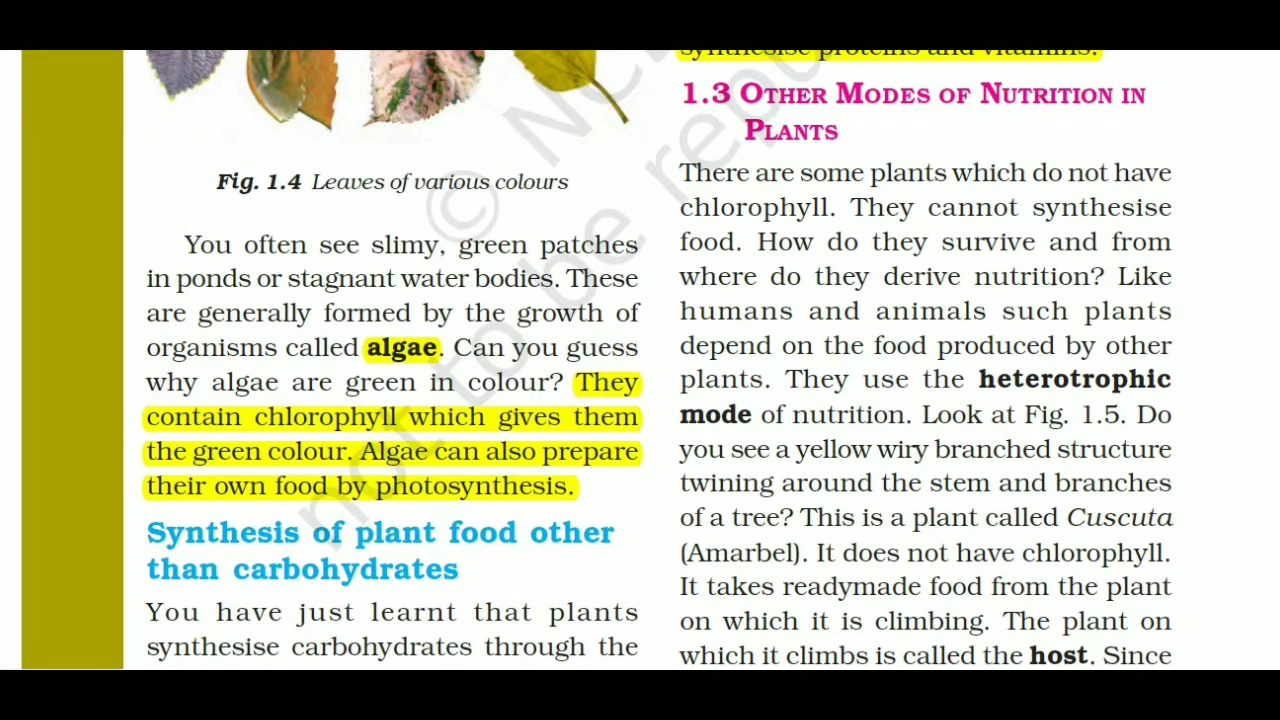 Fig. 1.4 Leaves of various colours
You often see slimy, green patches
in ponds or stagnant water bodies. These
are generally formed by the growth of
organisms called algae. Can you guess
why algae are green in colour? They
contain chlorophyll which gives them
the green colour. Algae can also prepare
their own food by photosynthesis.
Synthesis of plant food other
than carbohydrates
You have just learnt that plants
synthesise carbohydrates through the
synthesise proteins and vitamins.
1.3 OTHER MODES OF NUTRITION IN
PLANTS
There are some plants which do not have
chlorophyll. They cannot synthesise
food. How do they survive and from
where do they derive nutrition? Like
humans and animals such plants
depend on the food produced by other
plants. They use the heterotrophic
mode of nutrition. Look at Fig. 1.5. Do
you see a yellow wiry branched structure
twining around the stem and branches
of a tree? This is a plant called Cuscuta
(Amarbel). It does not have chlorophyll.
It takes readymade food from the plant
on which it is climbing. The plant on
which it climbs is called the host. Since
© 
not to be